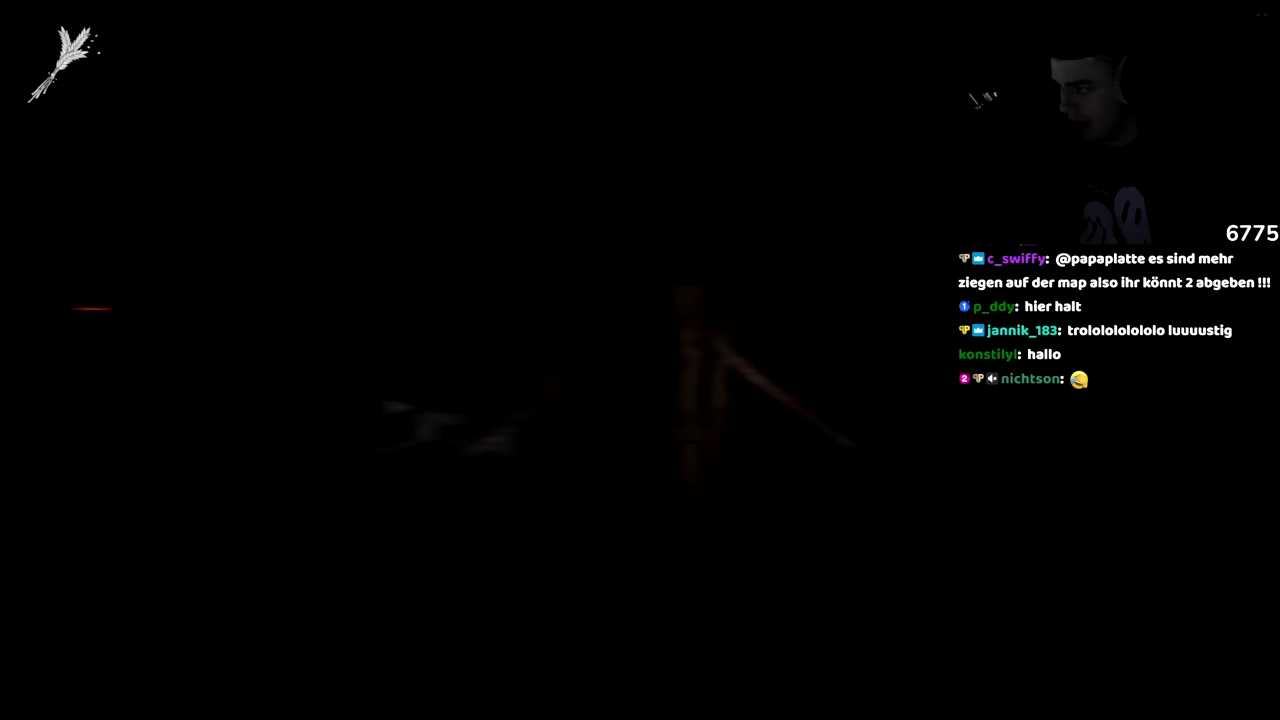 6775
c_swiffy: @papaplatte es sind mehr
ziegen auf der map also ihr könnt 2 abgeben !!!
p_ddy: hier halt
jannik_183: trolololololololo luuuustig
konstilyl: hallo
nichtson: